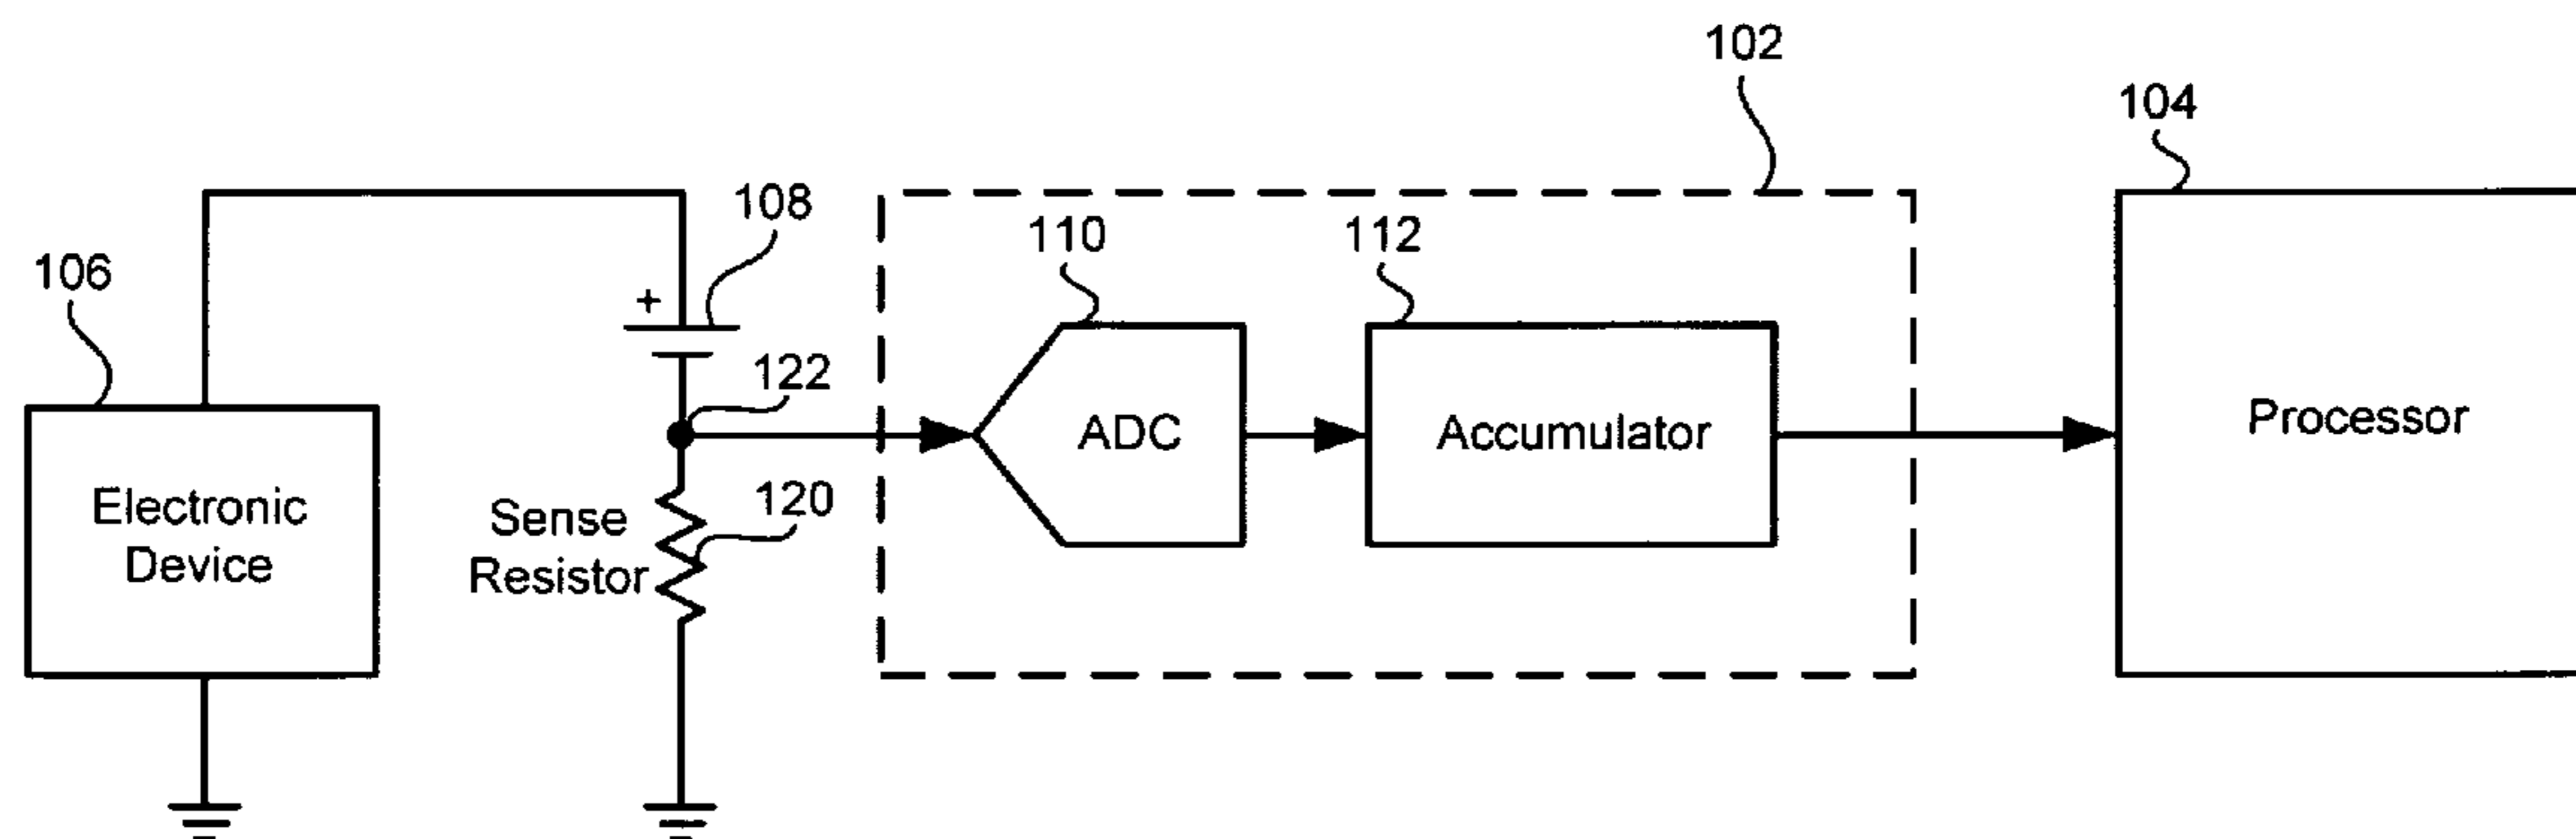 102
104
108
110
112
106
+
122
ADC
Accumulator
Processor
Electronic
Device
Sense
Resistor
120